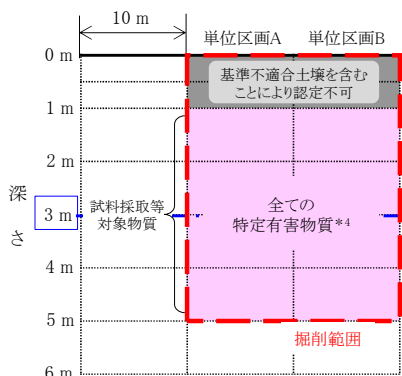 10 m
単位区画A 単位区画B
0 m
基準不適合土壌を含む
ことにより認定不可
1 m
2 m
深
さ
3 m
試料採取等
対象物質
全ての
特定有害物質*4
4 m
5 m
掘削範囲
6 m